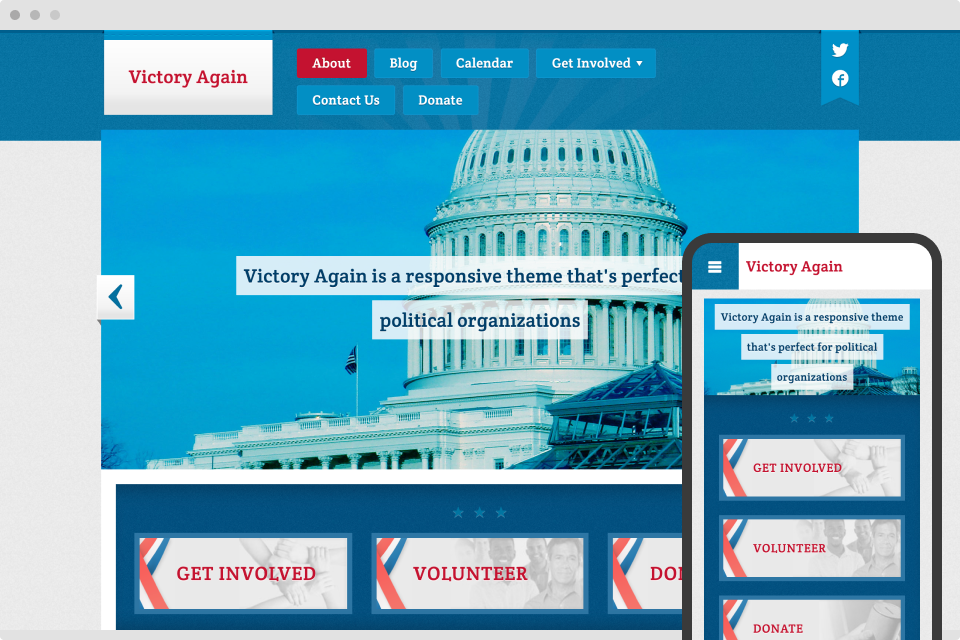 Victory Again
About
Blog
Calendar
Get Involved
Contact Us
Donate
Victory Again is a responsive theme that's perfect
political organizations
GET INVOLVED
VOLUNTEER
DO
Victory Again
Victory Again is a responsive theme
that's perfect for political
organizations
GET INVOLVED
VOLUNTEER
DONATE